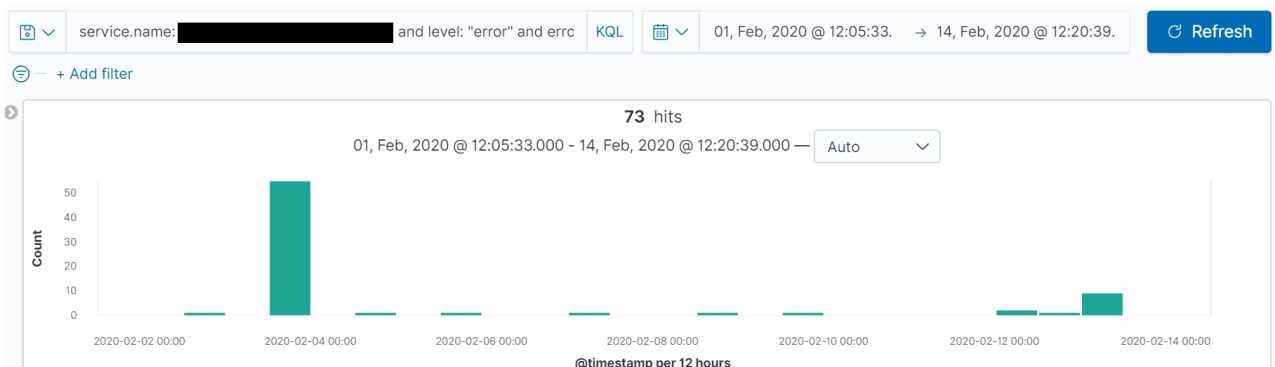 service.name: and level: "error" and erro KQL 01, Feb, 2020 @ 12:05:33. → 14, Feb, 2020 @ 12:20:39. Refresh
+ Add filter
73 hits
01, Feb, 2020 @ 12:05:33.000 - 14, Feb, 2020 @ 12:20:39.000 — Auto
Count
50
40
30
20
10
0
2020-02-02 00:00 2020-02-04 00:00 2020-02-06 00:00 2020-02-08 00:00 2020-02-10 00:00 2020-02-12 00:00 2020-02-14 00:00
@timestamp per 12 hours